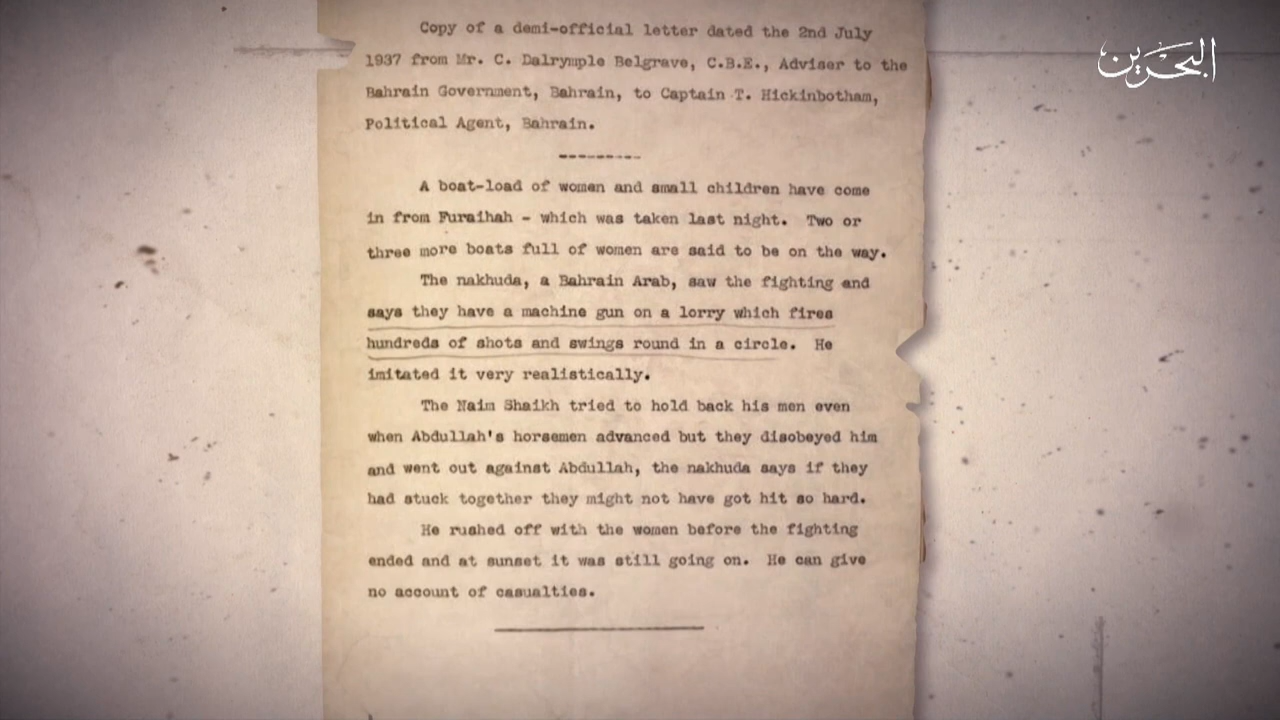 البحرين
Copy of a demi-official letter dated the 2nd July
1937 from Mr. C. Dalrymple Belgrave, C.B.E., Adviser to the
Bahrain Government, Bahrain, to Captain T. Hickinbotham,
Political Agent, Bahrain.
---------
A boat-load of women and small children have come
in from Furaihah - which was taken last night. Two or
three more boats full of women are said to be on the way.
The nakhuda, a Bahrain Arab, saw the fighting and
says they have a machine gun on a lorry which fires
hundreds of shots and swings round in a circle. He
imitated it very realistically.
The Naim Shaikh tried to hold back his men even
when Abdullah's horsemen advanced but they disobeyed him
and went out against Abdullah, the nakhuda says if they
had stuck together they might not have got hit so hard.
He rushed off with the women before the fighting
ended and at sunset it was still going on. He can give
no account of casualties.